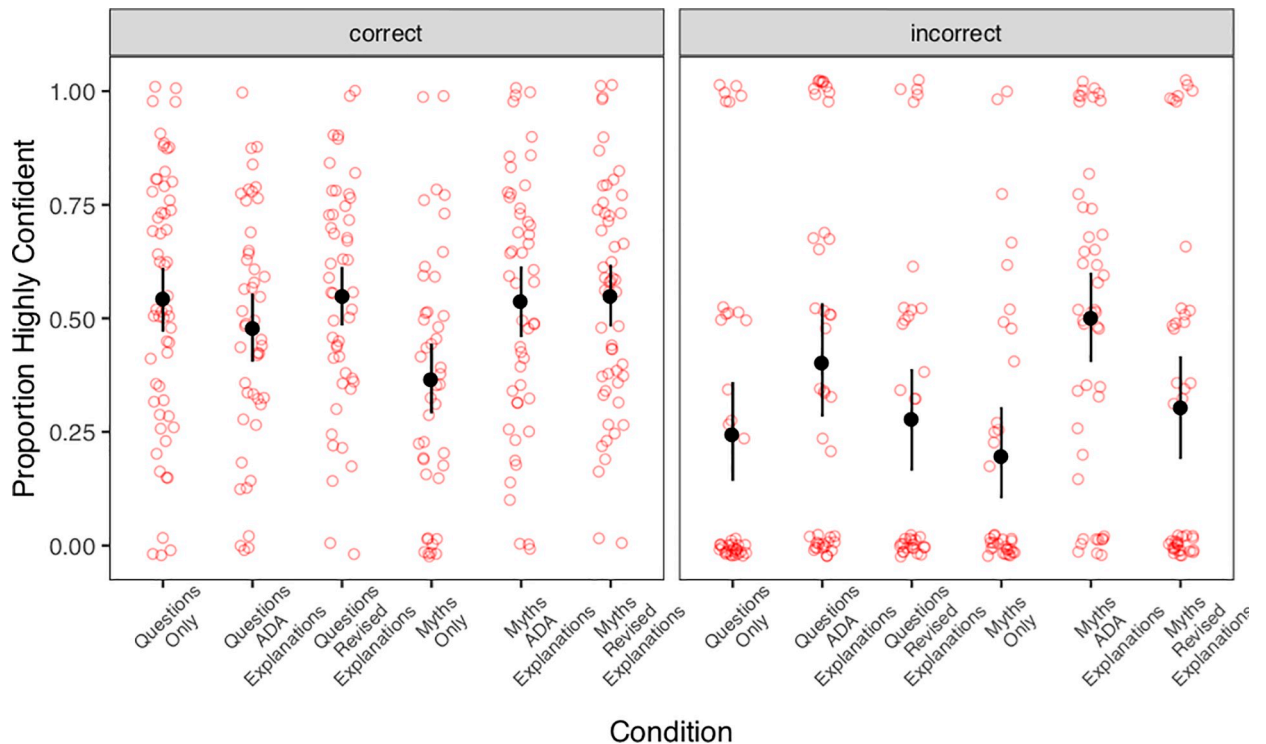 correct
incorrect
Proportion Highly Confident
1.00
0.75
0.50
0.25
0.00
Questions
Only
Questions
ADA
Explanations
Questions
Revised
Explanations
Myths
Only
Myths
ADA
Explanations
Myths
Revised
Explanations
Questions
Only
Questions
ADA
Explanations
Questions
Revised
Explanations
Myths
Only
Myths
ADA
Explanations
Myths
Revised
Explanations
Condition